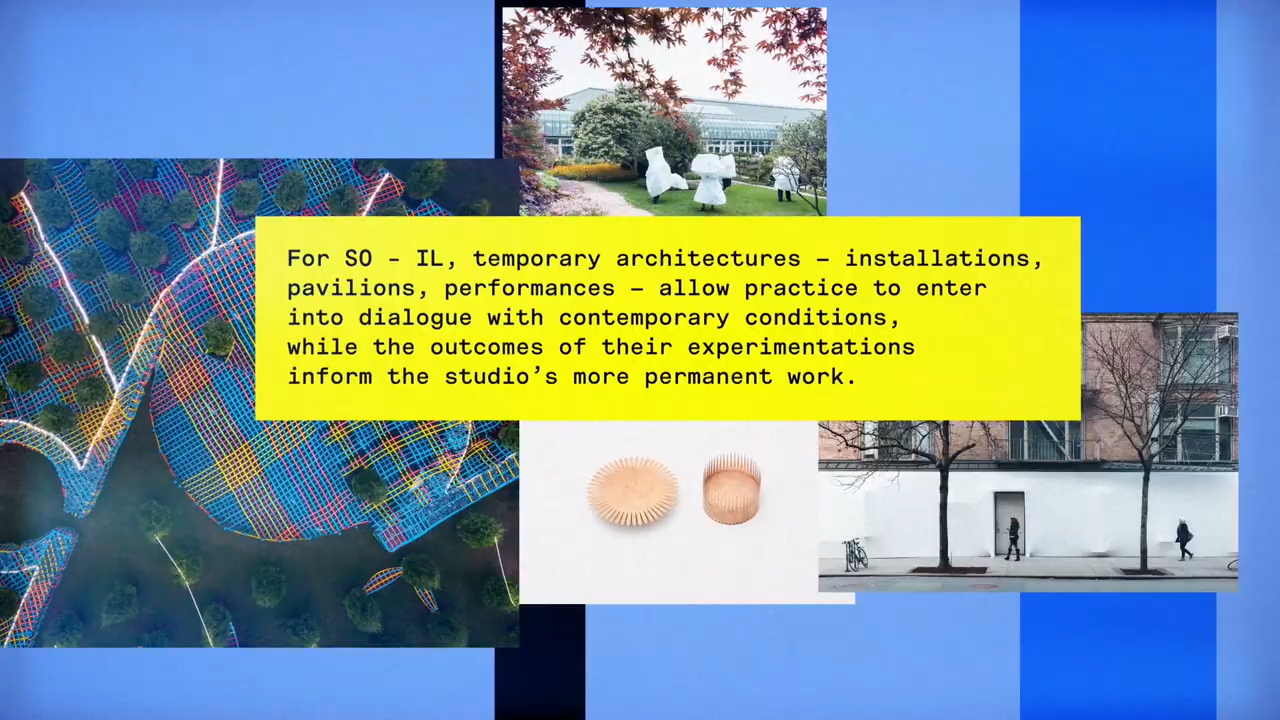 For SO – IL, temporary architectures – installations,
pavilions, performances – allow practice to enter
into dialogue with contemporary conditions,
while the outcomes of their experimentations
inform the studio’s more permanent work.